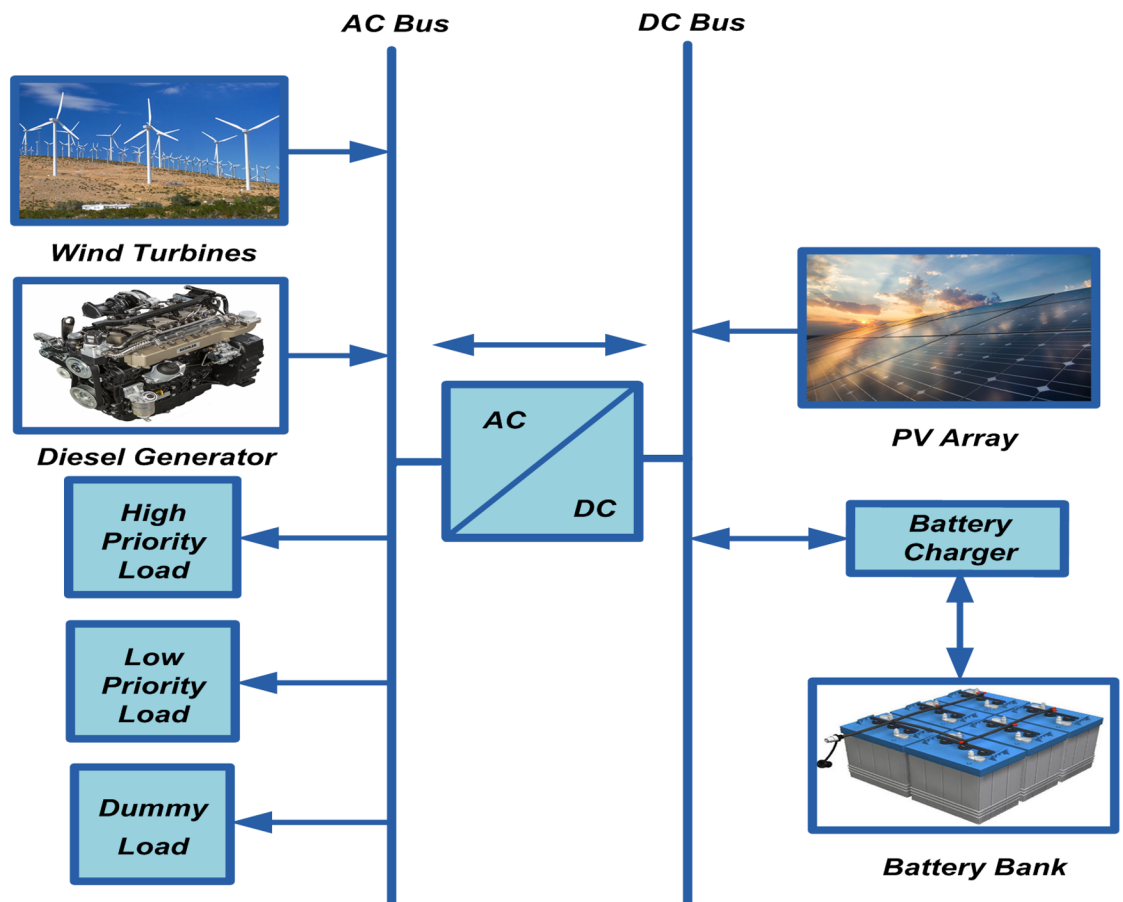 AC Bus
DC Bus
Wind Turbines
Diesel Generator
PV Array
AC
DC
High
Priority
Load
Battery
Charger
Low
Priority
Load
Dummy
Load
Battery Bank